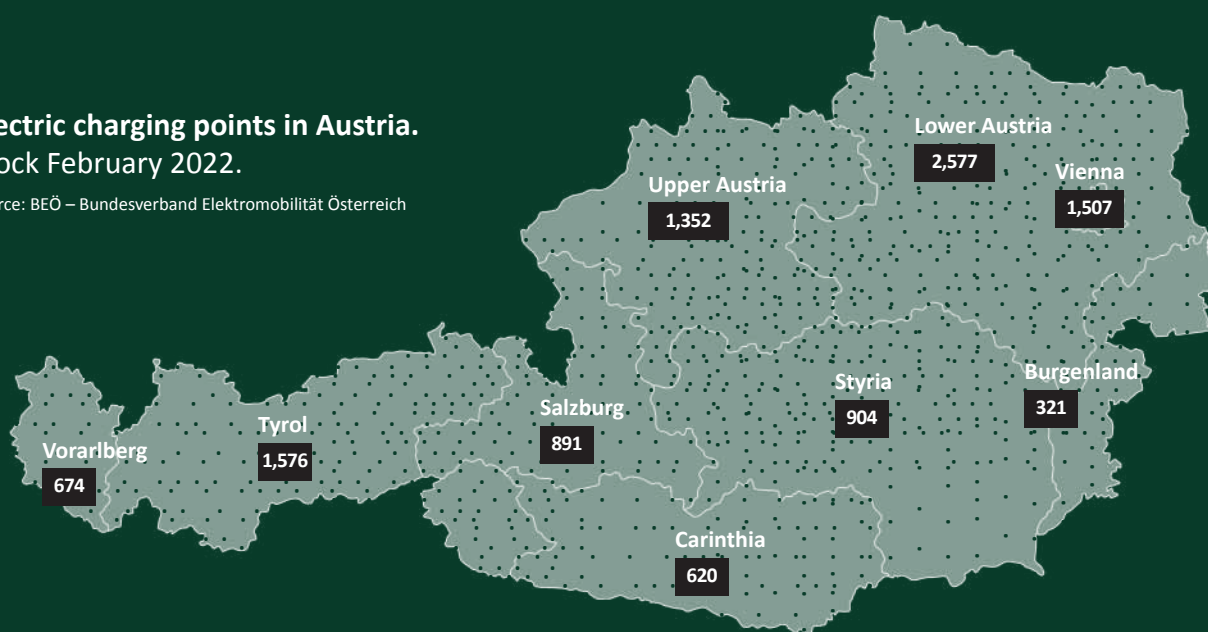 ectric charging points in Austria.
ock February 2022.
rce: BEÖ – Bundesverband Elektromobilität Österreich
Lower Austria
2,577
Vienna
1,507
Upper Austria
1,352
Burgenland
321
Styria
904
Salzburg
891
Tyrol
1,576
Vorarlberg
674
Carinthia
620